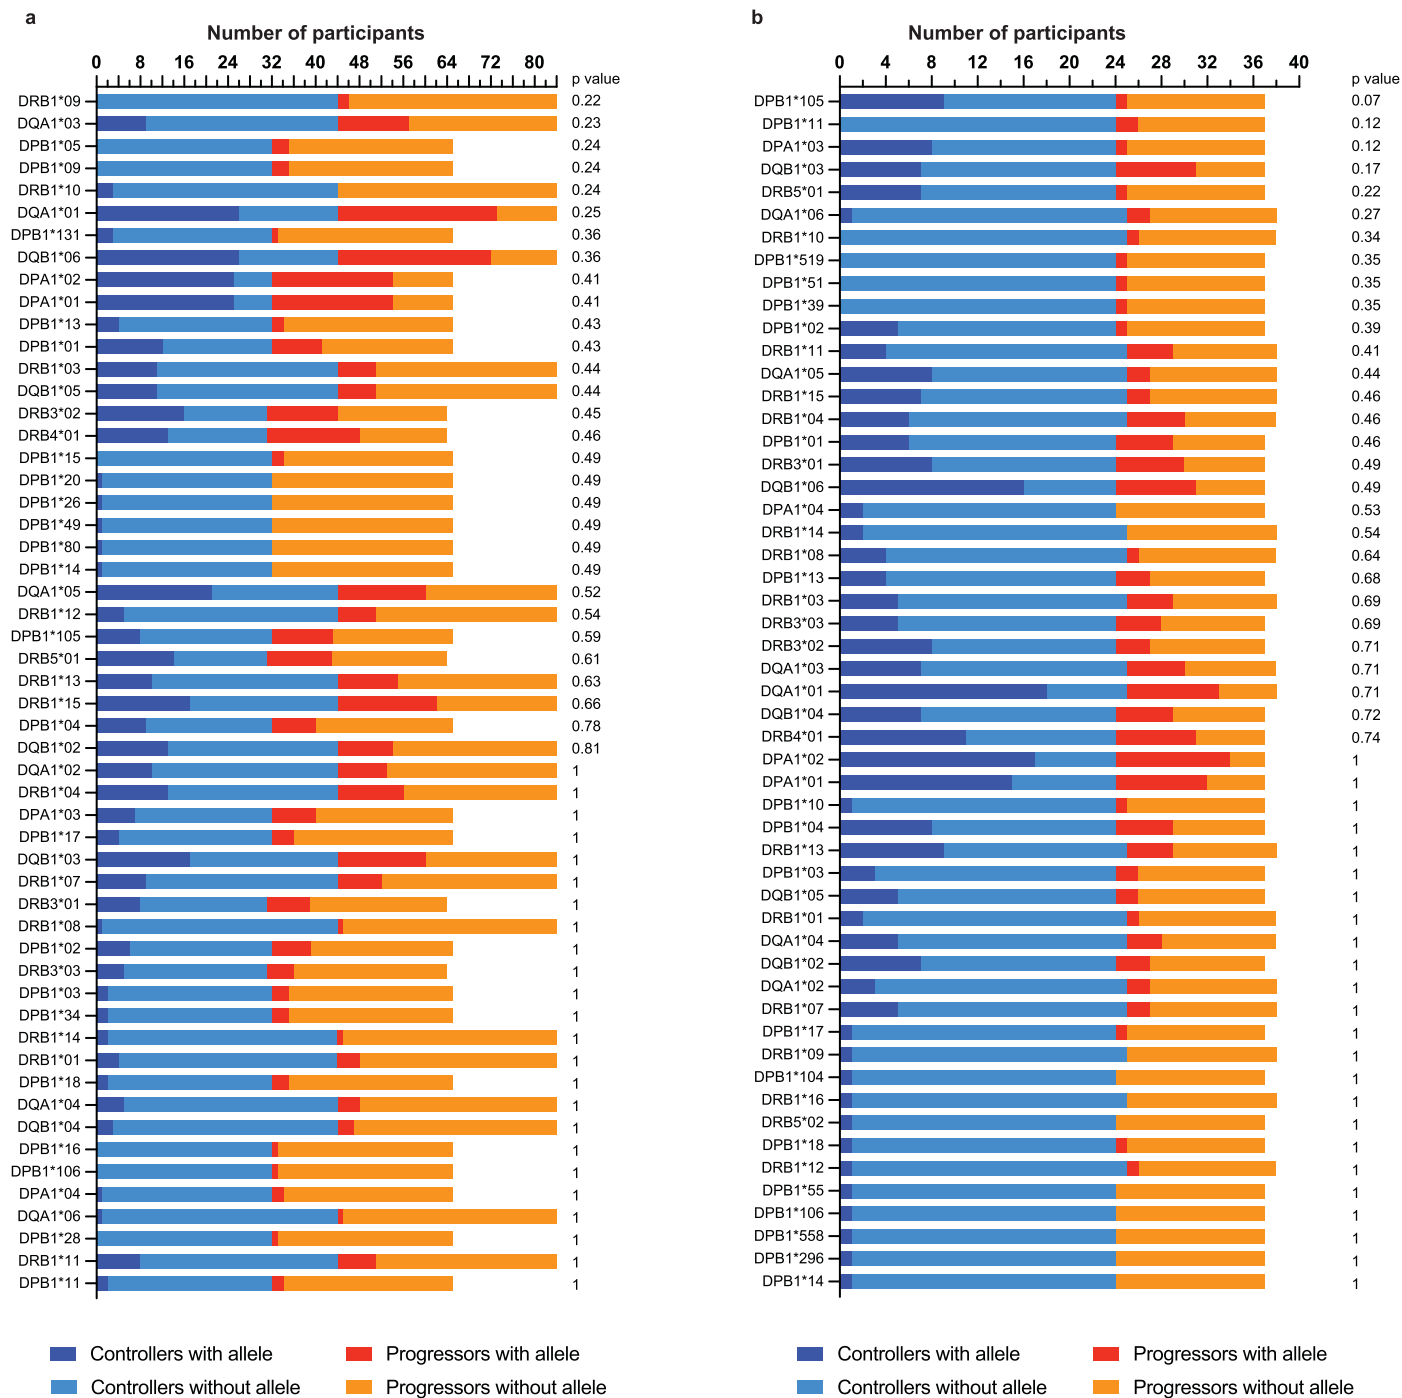 a
Number of participants
0 8 16 24 32 40 48 56 64 72 80
p value
DRB1*09 0.22
DQA1*03 0.23
DPB1*05 0.24
DPB1*09 0.24
DRB1*10 0.24
DQA1*01 0.25
DPB1*131 0.36
DQB1*06 0.36
DPA1*02 0.41
DPA1*01 0.41
DPB1*13 0.43
DPB1*01 0.43
DRB1*03 0.44
DQB1*05 0.44
DRB3*02 0.45
DRB4*01 0.46
DPB1*15 0.49
DPB1*20 0.49
DPB1*26 0.49
DPB1*49 0.49
DPB1*80 0.49
DPB1*14 0.49
DQA1*05 0.52
DRB1*12 0.54
DPB1*105 0.59
DRB5*01 0.61
DRB1*13 0.63
DRB1*15 0.66
DPB1*04 0.78
DQB1*02 0.81
DQA1*02 1
DRB1*04 1
DPA1*03 1
DPB1*17 1
DQB1*03 1
DRB1*07 1
DRB3*01 1
DRB1*08 1
DPB1*02 1
DRB3*03 1
DPB1*03 1
DPB1*34 1
DRB1*14 1
DRB1*01 1
DPB1*18 1
DQA1*04 1
DQB1*04 1
DPB1*16 1
DPB1*106 1
DPA1*04 1
DQA1*06 1
DPB1*28 1
DRB1*11 1
DPB1*11 1
Controllers with allele Progressors with allele
Controllers without allele Progressors without allele
b
Number of participants
0 4 8 12 16 20 24 28 32 36 40
p value
DPB1*105 0.07
DPB1*11 0.12
DPA1*03 0.12
DQB1*03 0.17
DRB5*01 0.22
DQA1*06 0.27
DRB1*10 0.34
DPB1*519 0.35
DPB1*51 0.35
DPB1*39 0.35
DPB1*02 0.39
DRB1*11 0.41
DQA1*05 0.44
DRB1*15 0.46
DRB1*04 0.46
DPB1*01 0.46
DRB3*01 0.49
DQB1*06 0.49
DPA1*04 0.53
DRB1*14 0.54
DRB1*08 0.64
DPB1*13 0.68
DRB1*03 0.69
DRB3*03 0.69
DRB3*02 0.71
DQA1*03 0.71
DQA1*01 0.71
DQB1*04 0.72
DRB4*01 0.74
DPA1*02 1
DPA1*01 1
DPB1*10 1
DPB1*04 1
DRB1*13 1
DPB1*03 1
DQB1*05 1
DRB1*01 1
DQA1*04 1
DQB1*02 1
DQA1*02 1
DRB1*07 1
DPB1*17 1
DRB1*09 1
DPB1*104 1
DRB1*16 1
DRB5*02 1
DPB1*18 1
DRB1*12 1
DPB1*55 1
DPB1*106 1
DPB1*558 1
DPB1*296 1
DPB1*14 1
Controllers with allele Progressors with allele
Controllers without allele Progressors without allele